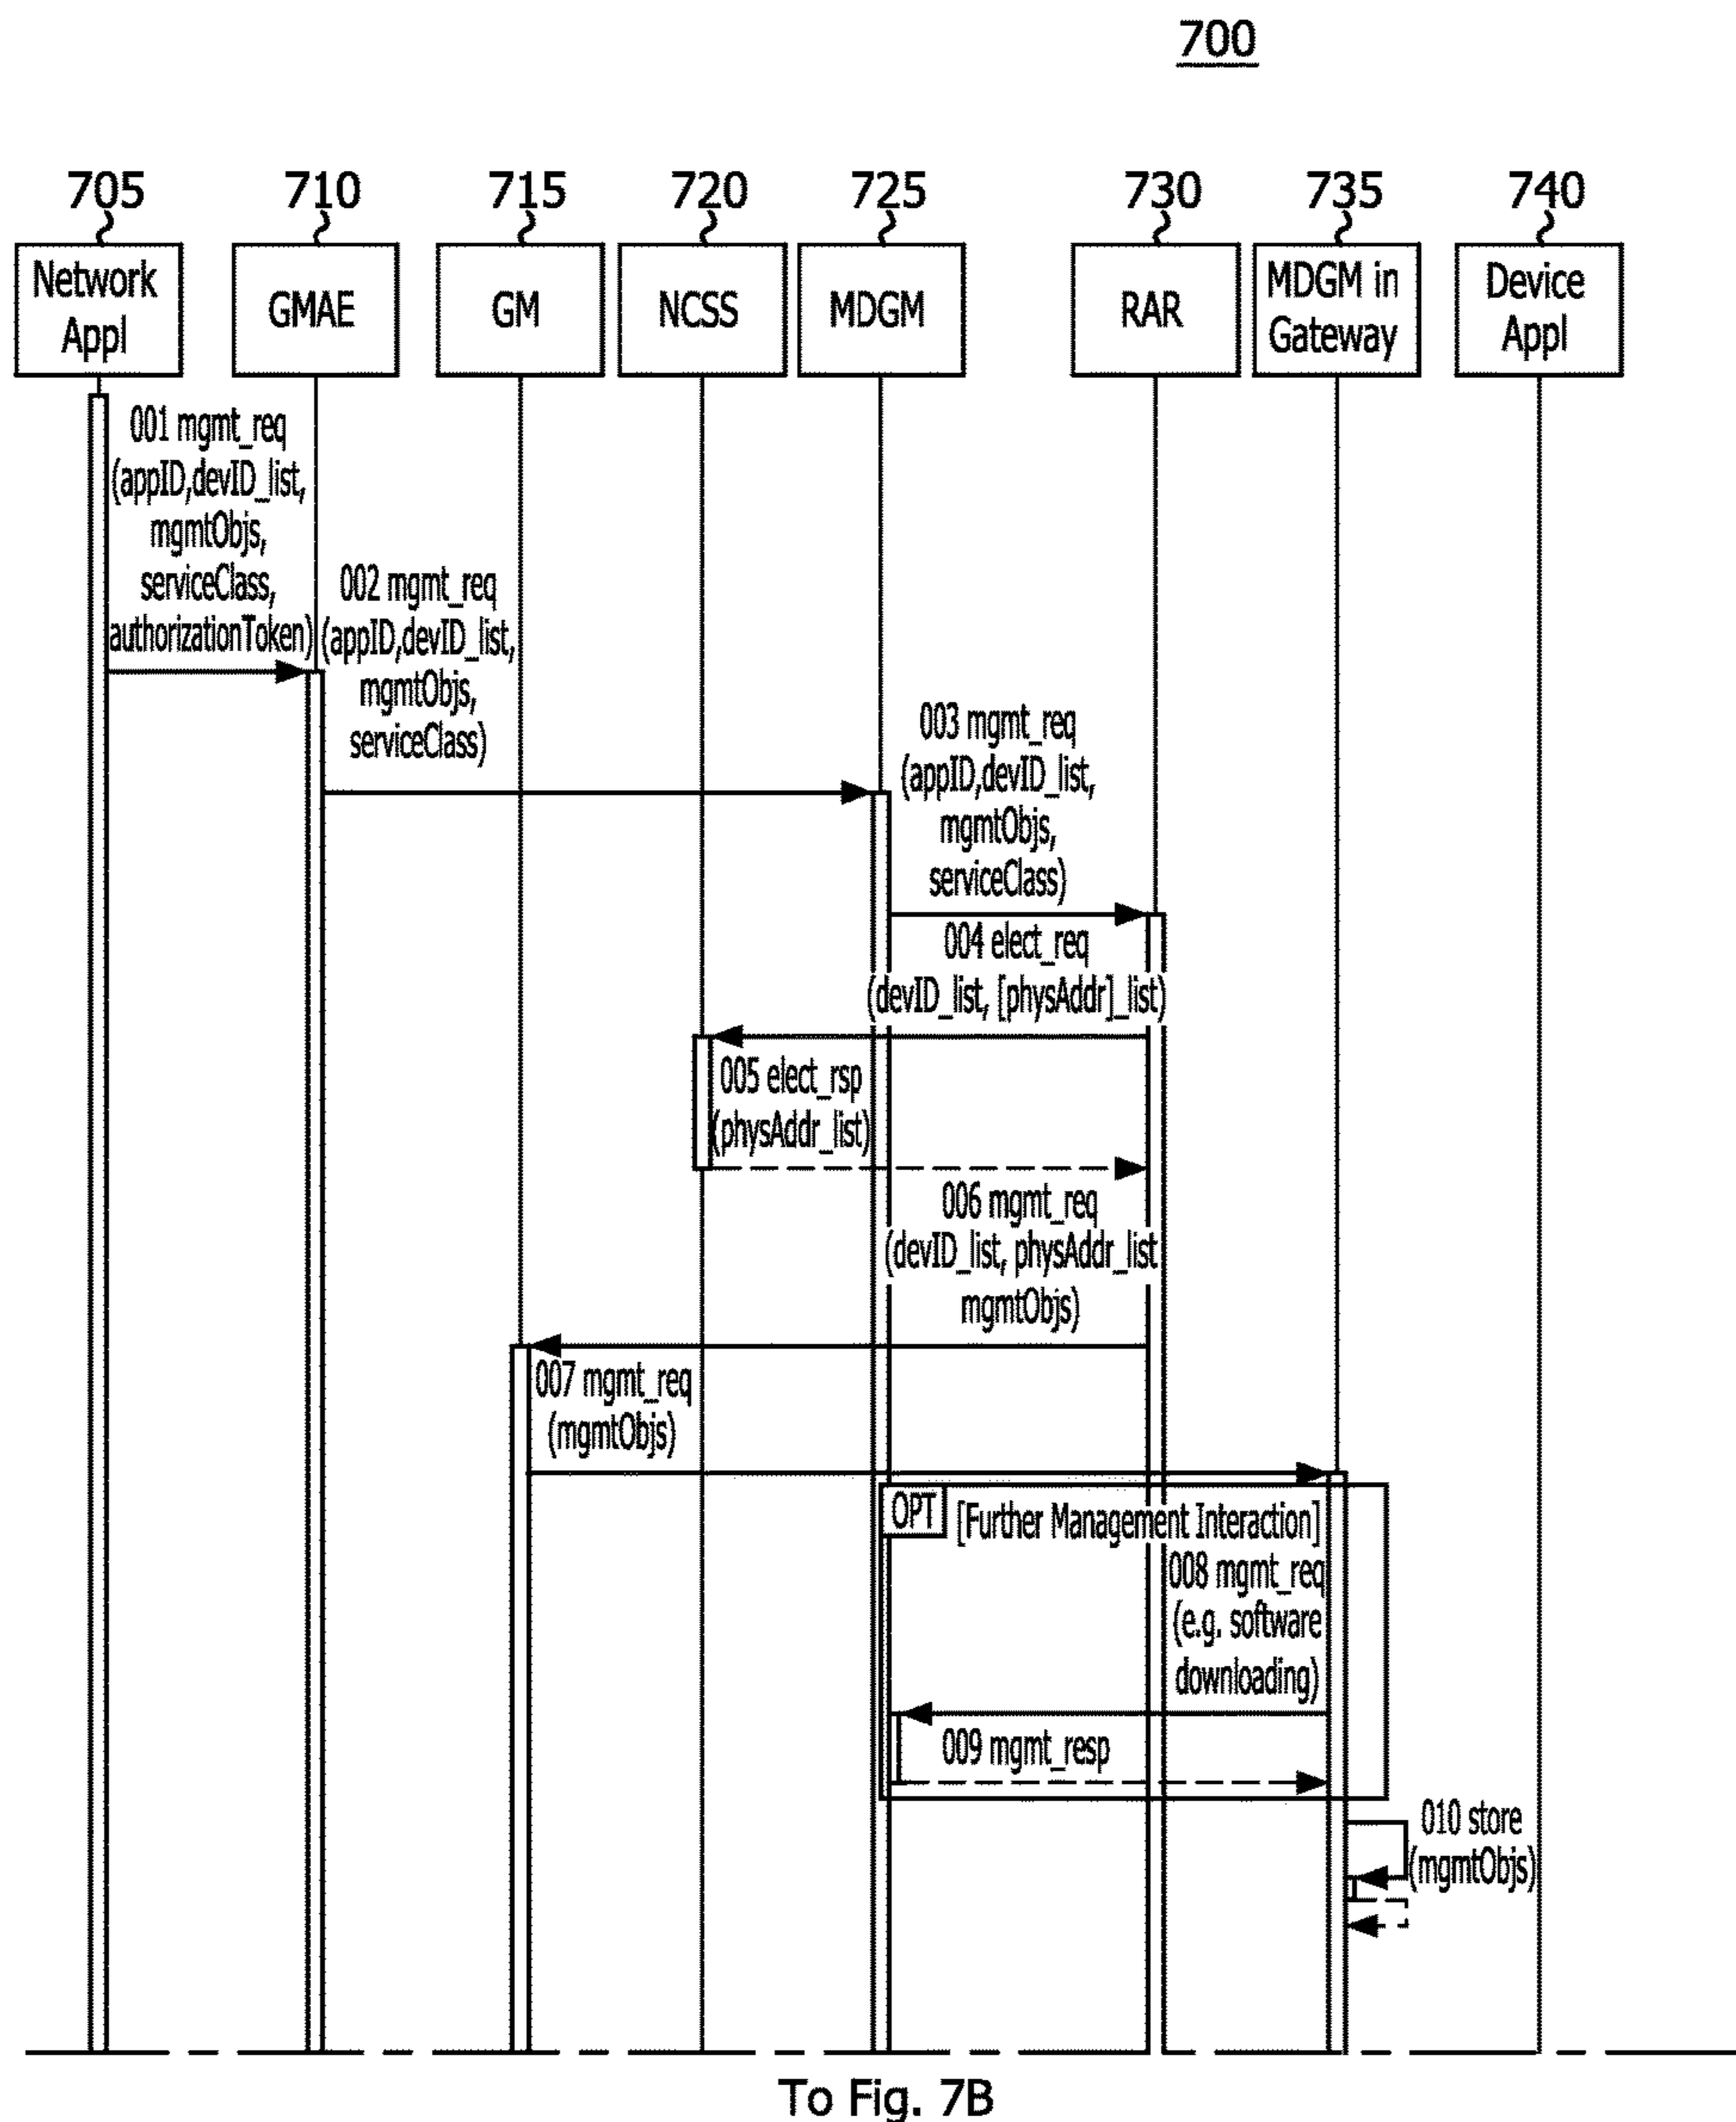 700
705
710
715
720
725
730
735
740
Network
Appl
GMAE
GM
NCSS
MDGM
RAR
MDGM in
Gateway
Device
Appl
001 mgmt_req
(appID,devID_list,
mgmtObjs,
serviceClass,
authorizationToken)
002 mgmt_req
(appID,devID_list,
mgmtObjs,
serviceClass)
003 mgmt_req
(appID,devID_list,
mgmtObjs,
serviceClass)
004 elect_req
(devID_list, [physAddr]_list)
005 elect_rsp
(physAddr_list)
006 mgmt_req
(devID_list, physAddr_list
mgmtObjs)
007 mgmt_req
(mgmtObjs)
OPT
[Further Management Interaction]
008 mgmt_req
(e.g. software
downloading)
009 mgmt_resp
010 store
(mgmtObjs)
To Fig. 7B